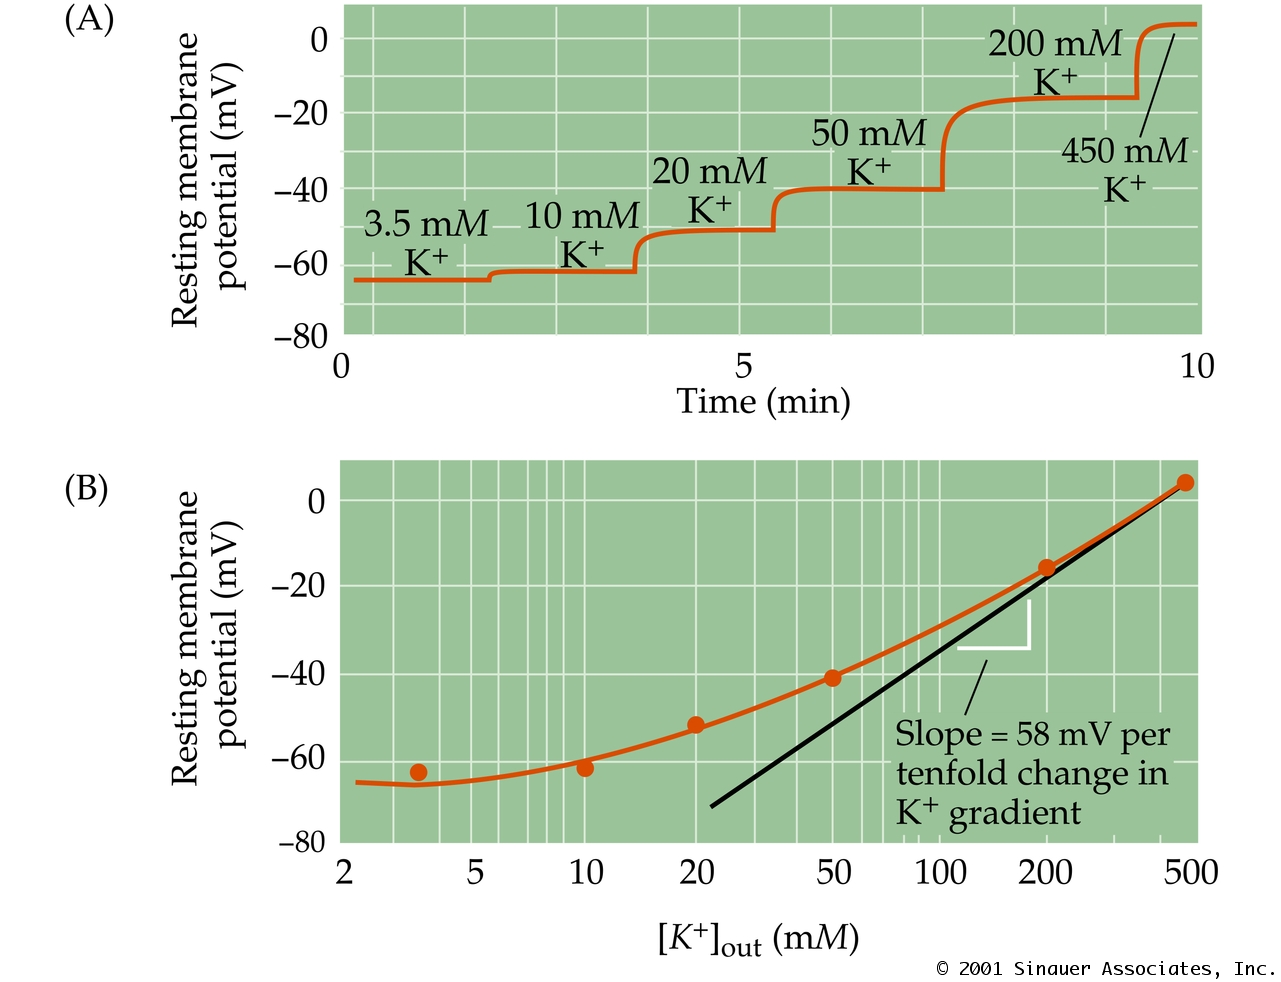 (A)
Resting membrane
potential (mV)
0
–20
–40
–60
–80
3.5 mM
K⁺
10 mM
K⁺
20 mM
K⁺
50 mM
K⁺
200 mM
K⁺
450 mM
K⁺
0
5
10
Time (min)
(B)
Resting membrane
potential (mV)
0
–20
–40
–60
–80
Slope = 58 mV per
tenfold change in
K⁺ gradient
2
5
10
20
50
100
200
500
[K⁺]out (mM)
© 2001 Sinauer Associates, Inc.